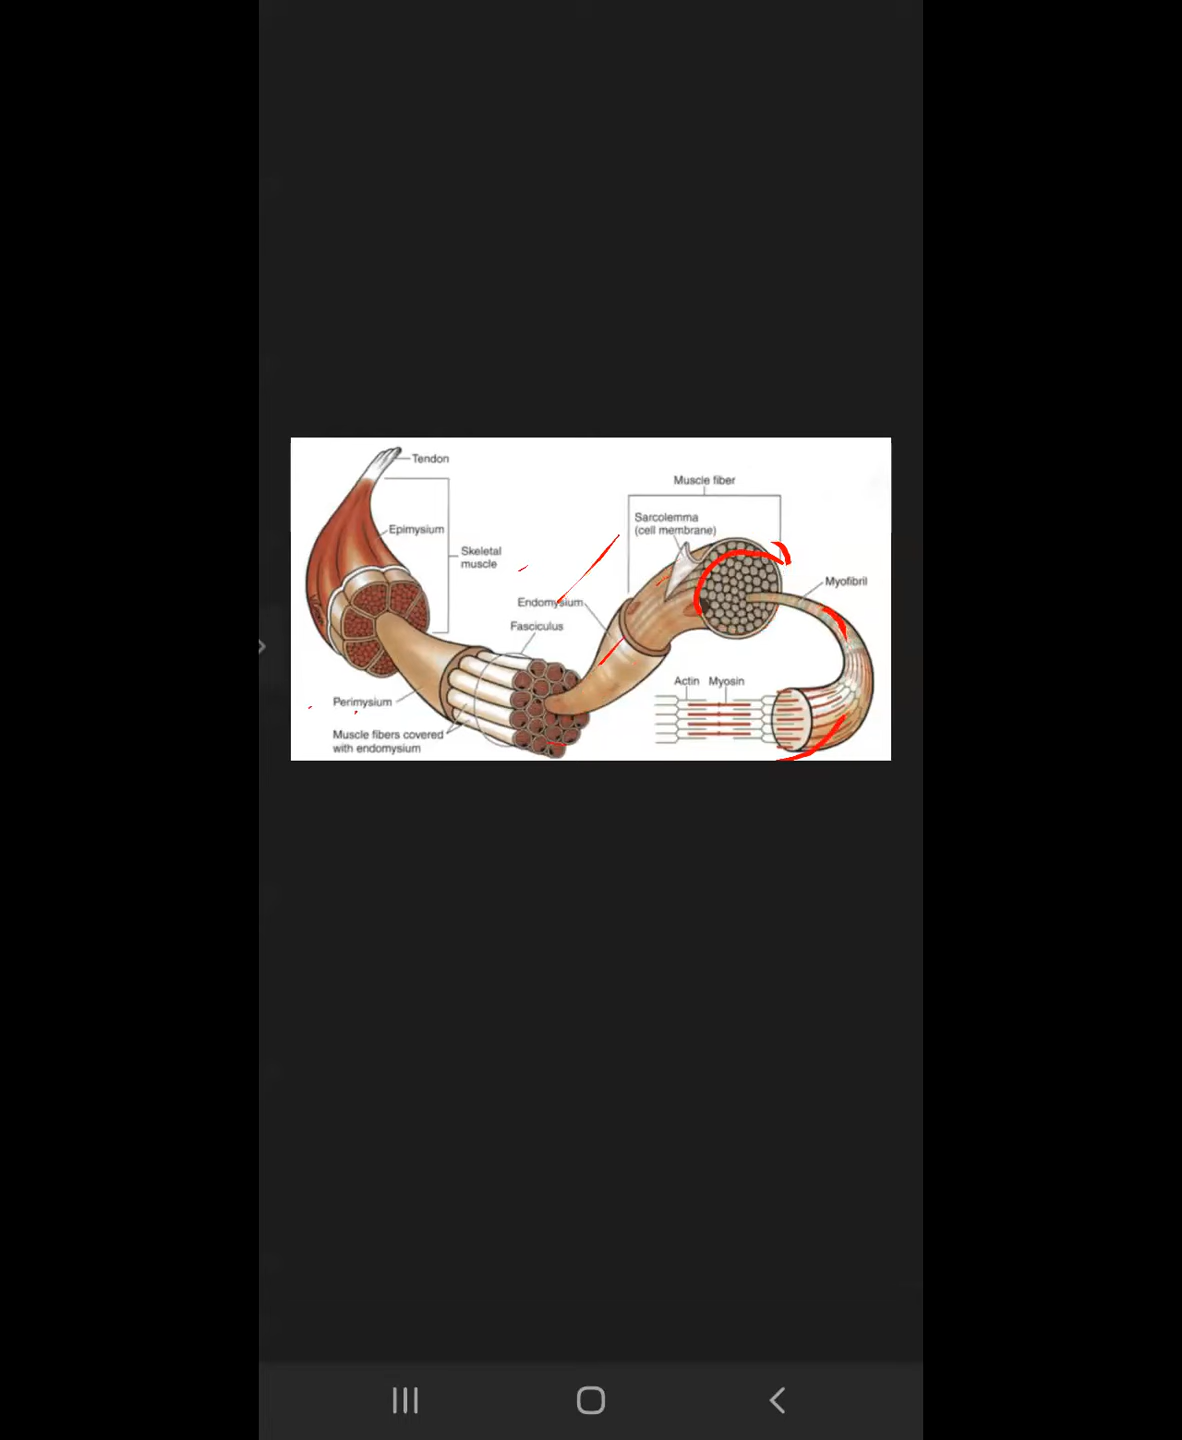 Tendon
Epimysium
Skeletal
muscle
Perimysium
Muscle fibers covered
with endomysium
Fasciculus
Endomysium
Muscle fiber
Sarcolemma
(cell membrane)
Myofibril
Actin Myosin